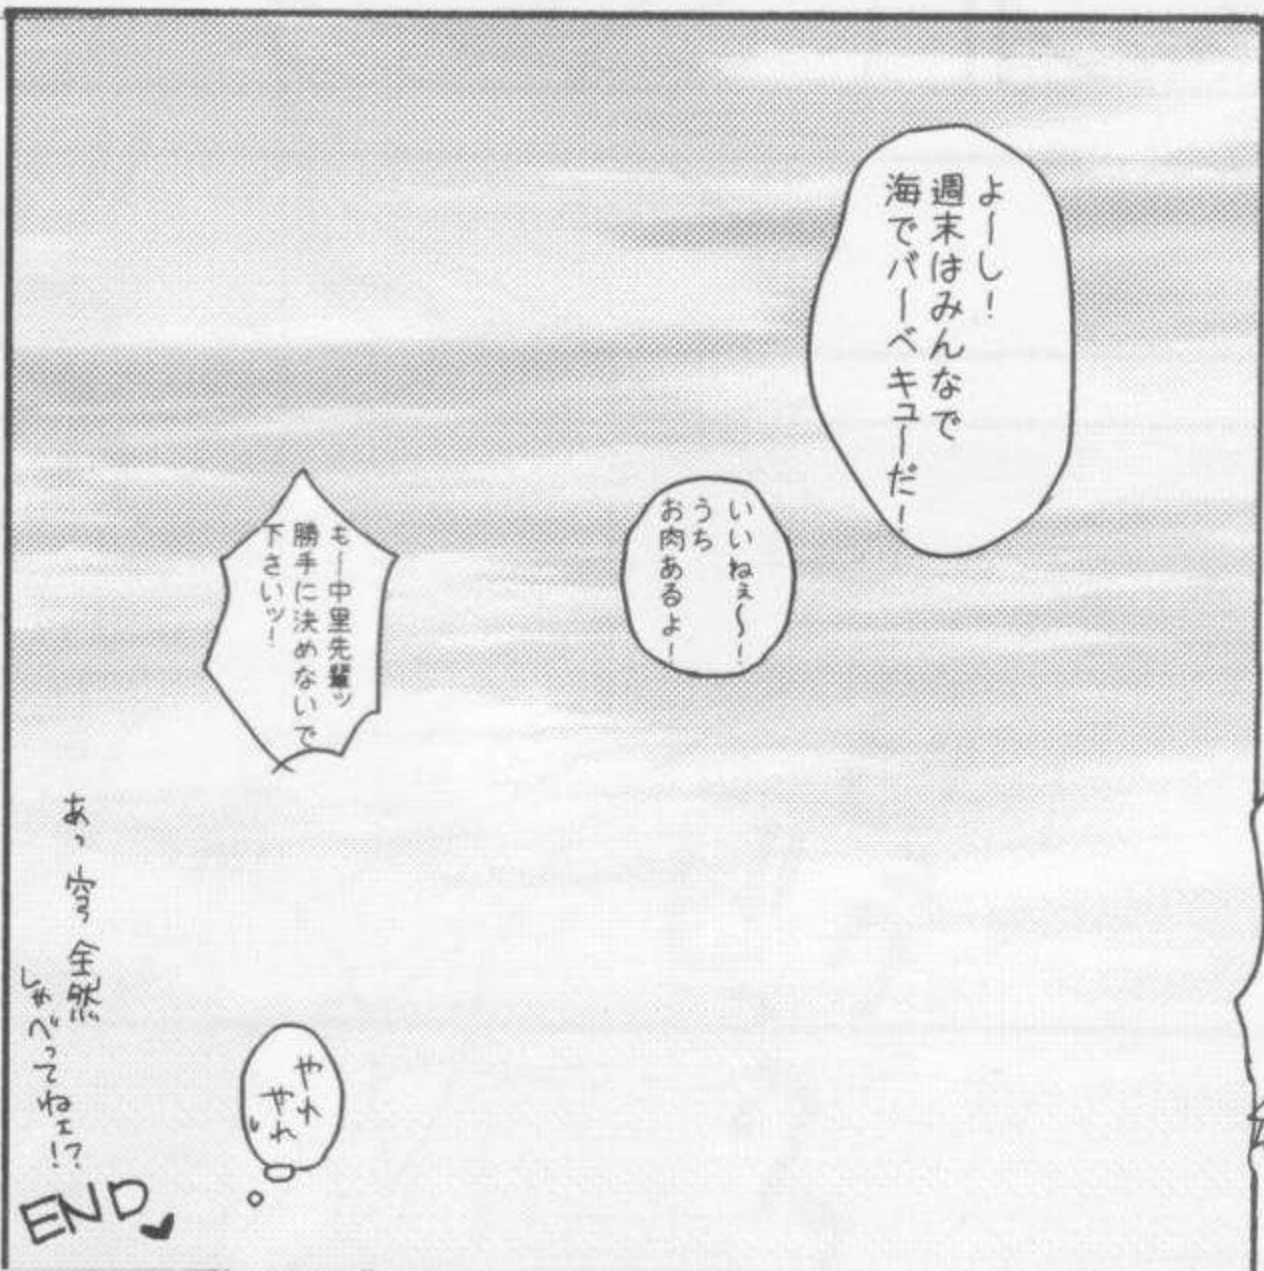 よーし！
週末はみんなで
海でバーベキューだ！
いいねぇ〜！
うち
お肉あるよ！
も〜中里先輩ッ
勝手に決めないで
下さいッ！
やれ
やれ
あっ 全然
しゃべってねェ！？
END